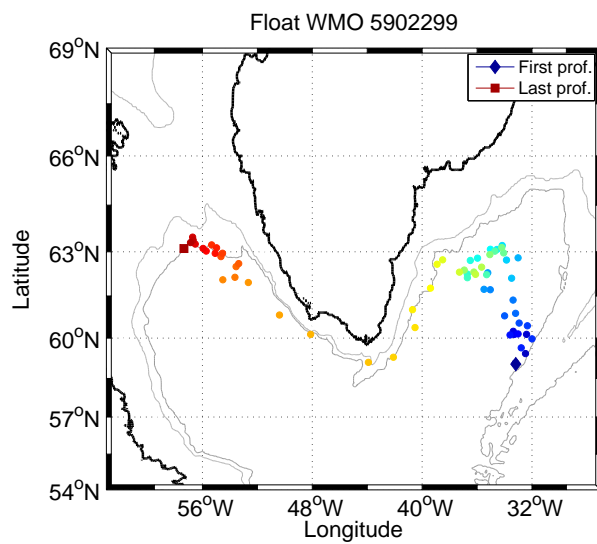 Float WMO 5902299
69°N
66°N
63°N
60°N
57°N
54°N
Latitude
First prof.
Last prof.
56°W
48°W
40°W
32°W
Longitude